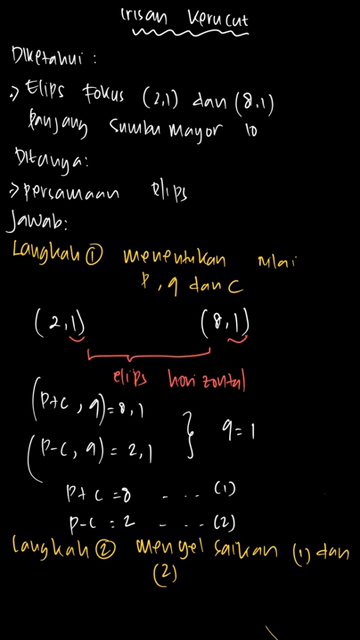 Irisan Kerucut
Diketahui :
→ Elips Fokus (2,1) dan (8,1)
Panjang Sumbu mayor 10
Ditanya:
→ persamaan elips
Jawab:
Langkah ① menentukan nilai
P, q dan C
(2,1) (8,1)
elips horizontal
(P+c, q) = 8,1
(P-c, q) = 2,1 } q=1
P+c = 8 ..... (1)
P-c = 2 ..... (2)
Langkah ② menyelesaikan (1) dan
(2)